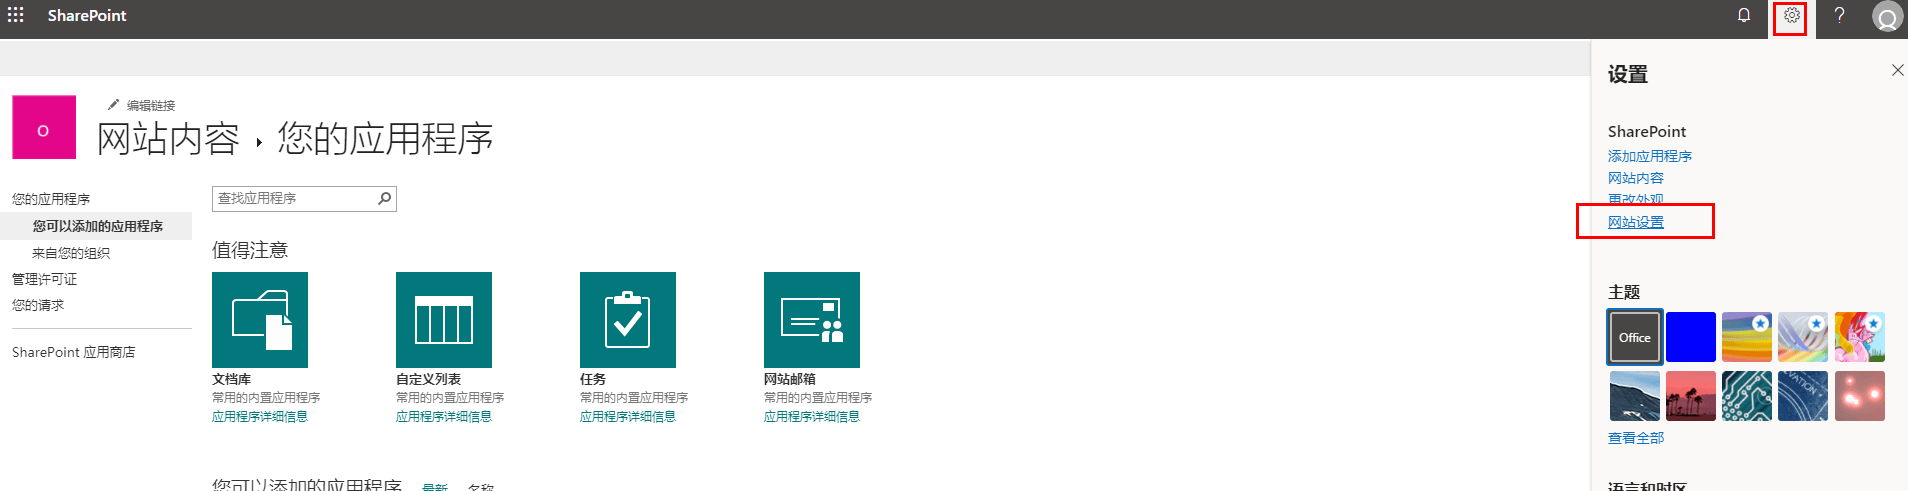 SharePoint
编辑链接
O
网站内容 ▸ 您的应用程序
您的应用程序
您可以添加的应用程序
来自您的组织
管理许可证
您的请求
SharePoint 应用商店
查找应用程序
值得注意
文档库
常用的内置应用程序
应用程序详细信息
自定义列表
常用的内置应用程序
应用程序详细信息
任务
常用的内置应用程序
应用程序详细信息
网站邮箱
常用的内置应用程序
应用程序详细信息
您可以添加的应用程序 最新 名称
设置
SharePoint
添加应用程序
网站内容
更改外观
网站设置
主题
Office
查看全部
语言和时区